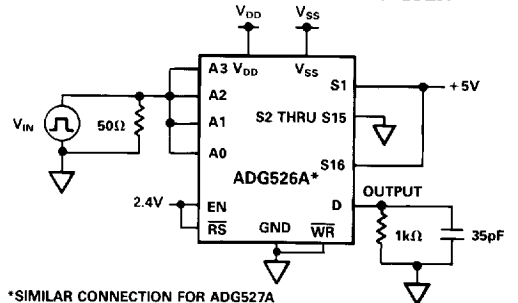 VDD VSS
A3 VDD VSS S1 +5V
A2
VIN 50Ω A1 S2 THRU S15
A0 S16
ADG526A*
2.4V EN D OUTPUT
RS GND WR 1kΩ 35pF
*SIMILAR CONNECTION FOR ADG527A